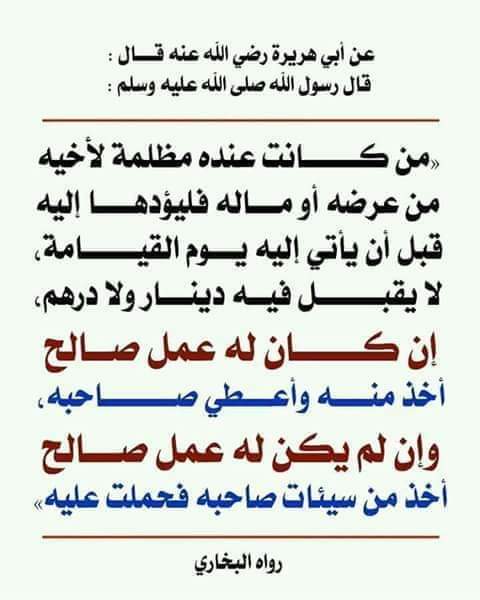 عن أبي هريرة رضي الله عنه قال :
قال رسول الله صلى الله عليه وسلم :
«من كانت عنده مظلمة لأخيه
من عرضه أو ماله فليؤدها إليه
قبل أن يأتي إليه يوم القيامة،
لا يقبل فيه دينار ولا درهم،
إن كان له عمل صالح
أخذ منه وأعطي صاحبه،
وإن لم يكن له عمل صالح
أخذ من سيئات صاحبه فحملت عليه»
رواه البخاري